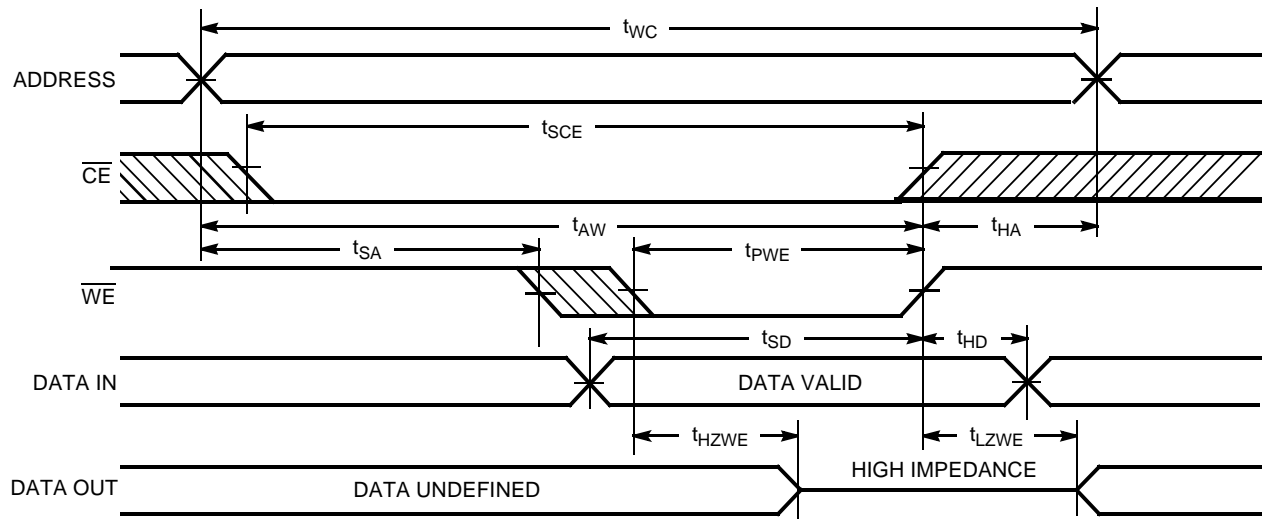 tWC
ADDRESS
tSCE
CE
tAW
tHA
tSA
tPWE
WE
tSD
tHD
DATA IN
DATA VALID
tHZWE
tLZWE
HIGH IMPEDANCE
DATA OUT
DATA UNDEFINED